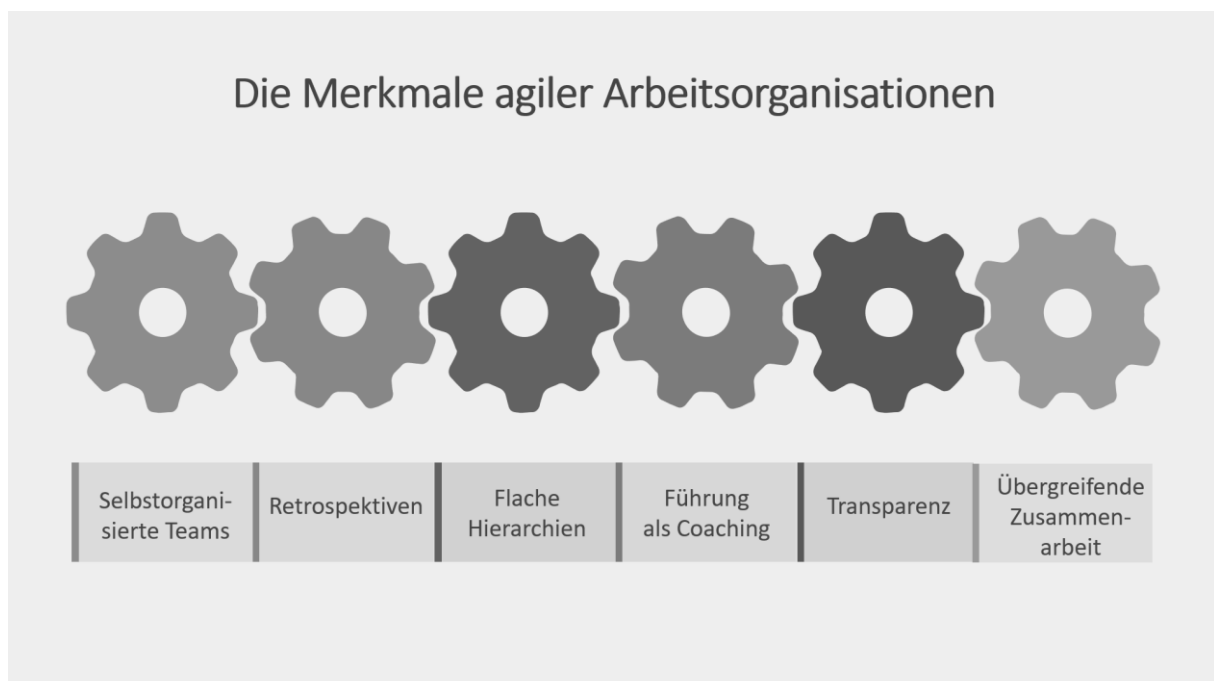 Die Merkmale agiler Arbeitsorganisationen
Selbstorgani-
sierte Teams
Retrospektiven
Flache
Hierarchien
Führung
als Coaching
Transparenz
Übergreifende
Zusammen-
arbeit